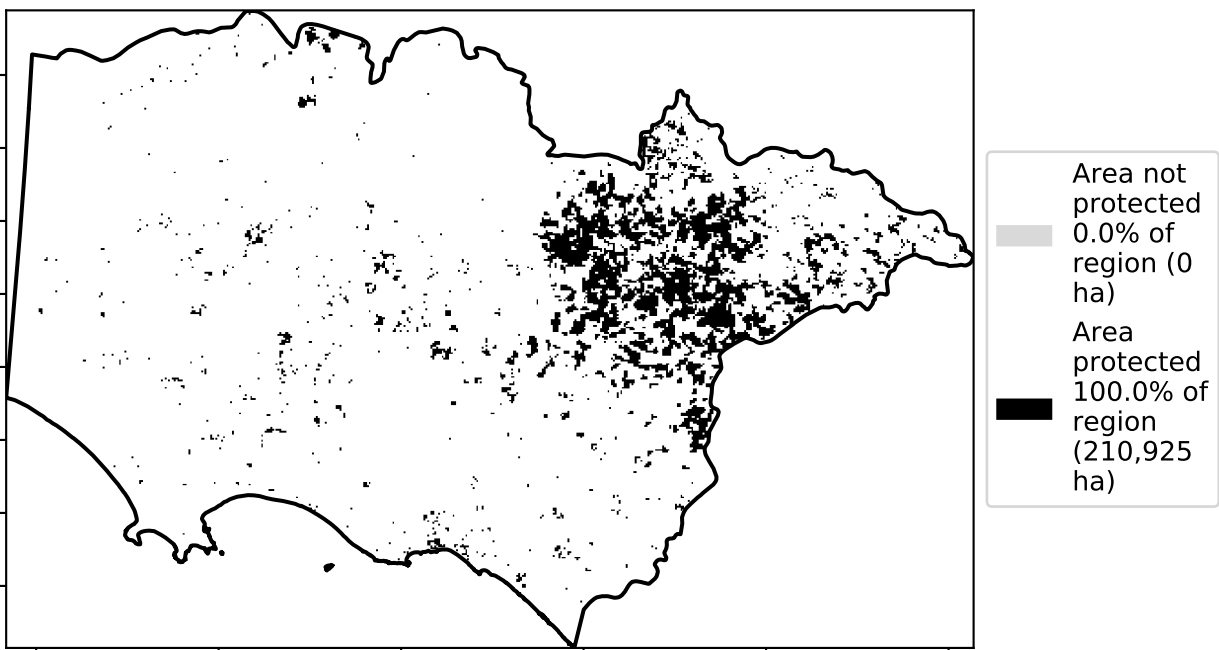 Area not
protected
0.0% of
region (0
ha)
Area
protected
100.0% of
region
(210,925
ha)